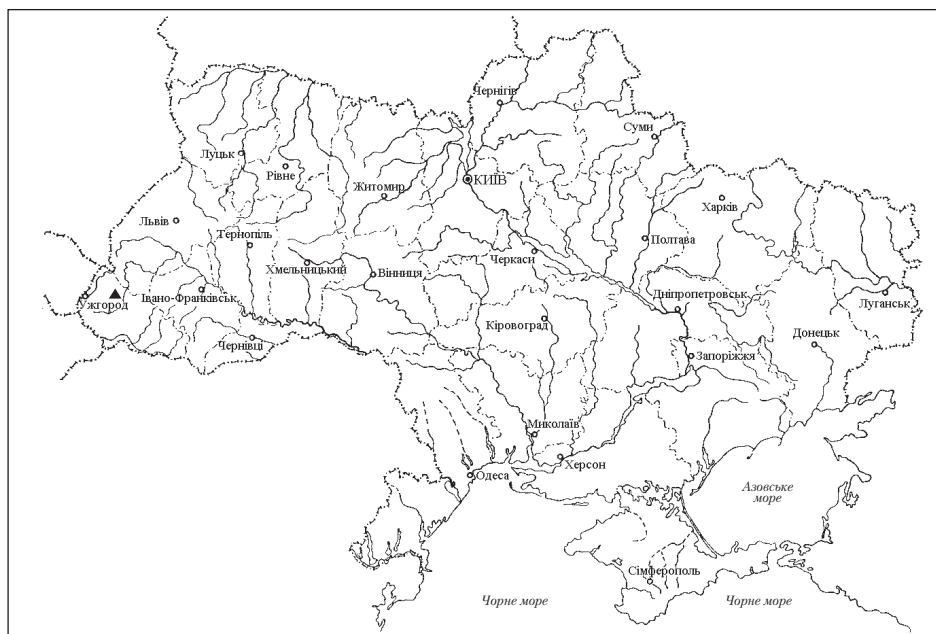 Чернігів
Суми
Луцьк
Рівне
КИЇВ
Житомир
Харків
Львів
Тернопіль
Полтава
Черкаси
Хмельницький
Вінниця
Ужгород
Івано-Франківськ
Дніпропетровськ
Луганськ
Кіровоград
Донецьк
Чернівці
Запоріжжя
Миколаїв
Херсон
Одеса
Азовське
море
Сімферополь
Чорне море
Чорне море